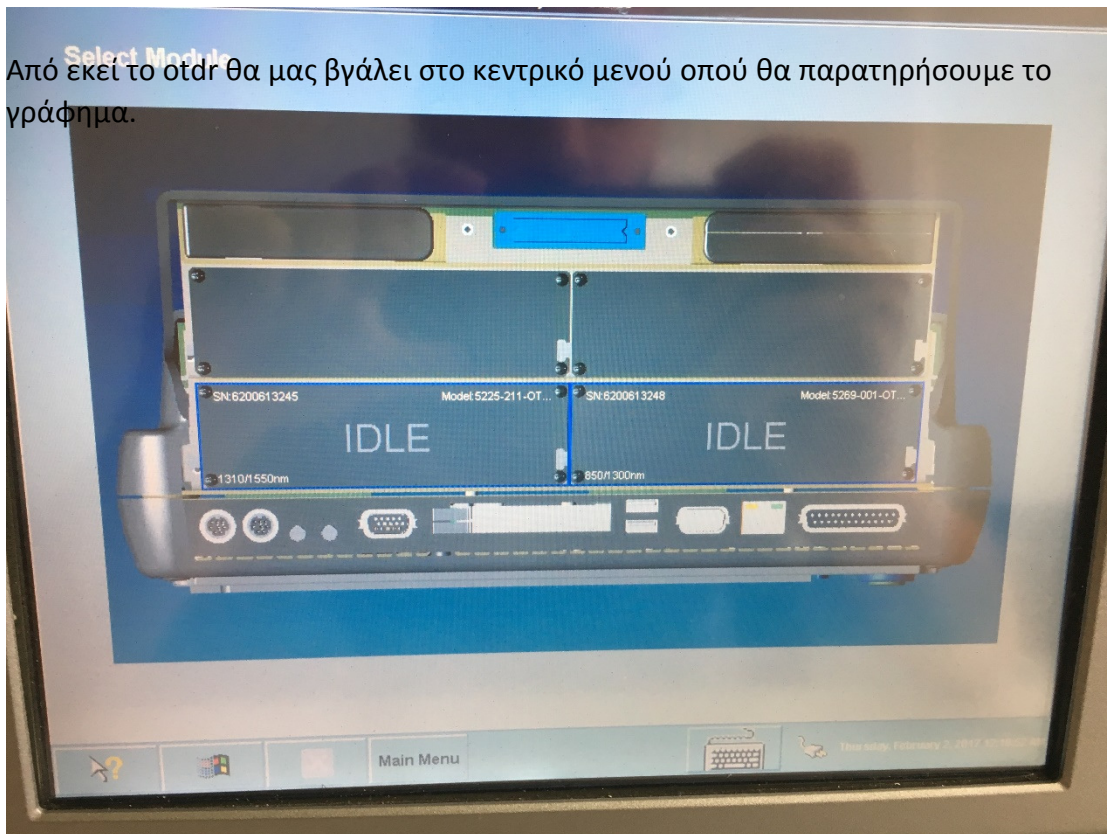 Select Module
Από εκεί το otdr θα μας βγάλει στο κεντρικό μενού οπού θα παρατηρήσουμε το
γράφημα.
SN:6200613245 Model:5225-211-OT... SN:6200613248 Model:5269-001-OT...
IDLE IDLE
1310/1550nm 850/1300nm
Main Menu